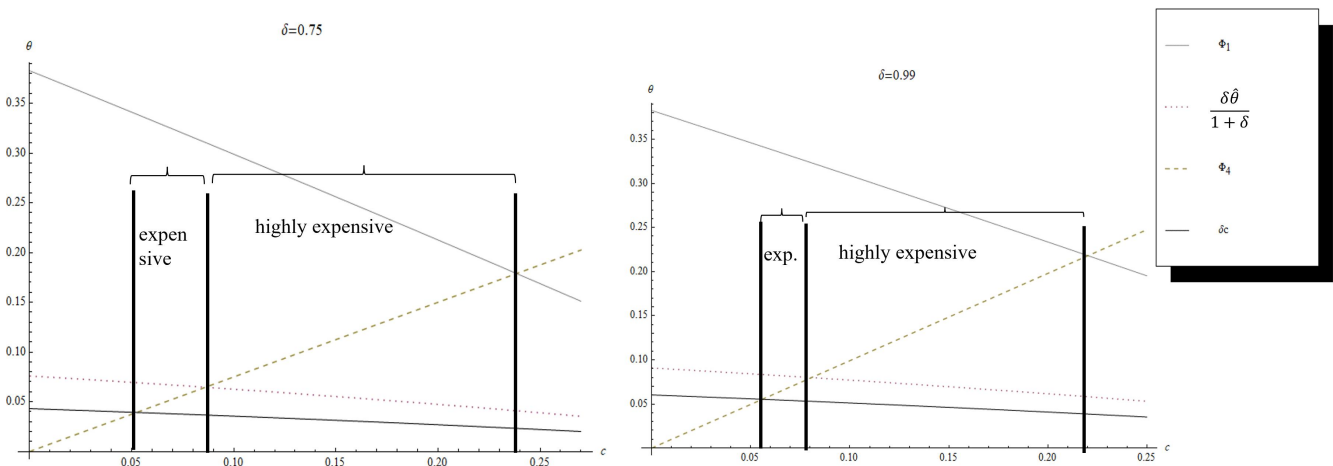 δ=0.75
θ
0.35
0.30
0.25
0.20
0.15
0.10
0.05
expen
sive
highly expensive
0.05 0.10 0.15 0.20 0.25 c
δ=0.99
θ
0.35
0.30
0.25
0.20
0.15
0.10
0.05
exp.
highly expensive
0.05 0.10 0.15 0.20 0.25 c
Φ₁
δθ̂
1 + δ
Φ₄
δc